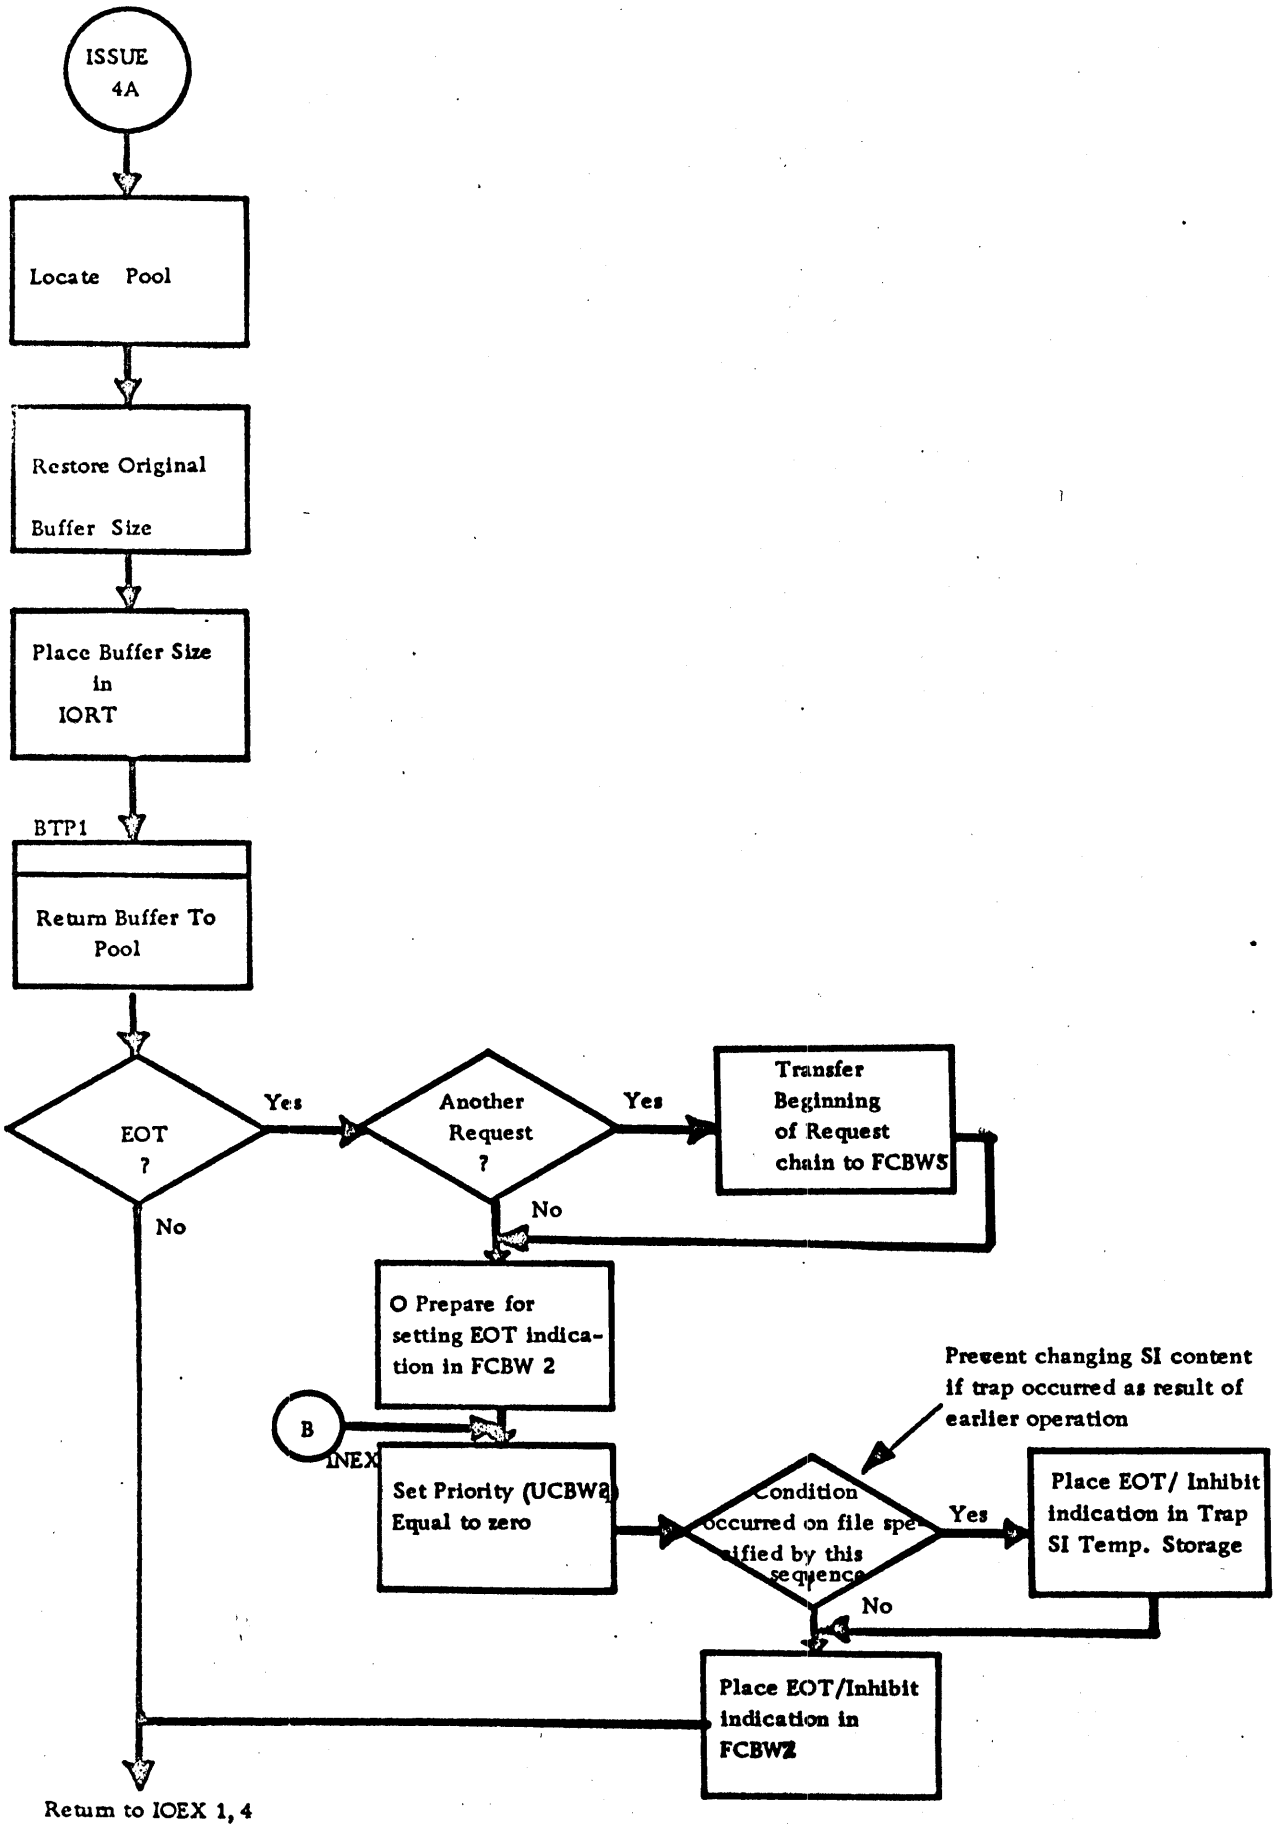 ISSUE
4A
Locate Pool
Restore Original
Buffer Size
Place Buffer Size
in
IORT
BTP1
Return Buffer To
Pool
EOT
?
Yes
No
Another
Request
?
Yes
No
Transfer
Beginning
of Request
chain to FCBW5
O Prepare for
setting EOT indica-
tion in FCBW 2
B
INEX
Set Priority (UCBW2)
Equal to zero
Prevent changing SI content
if trap occurred as result of
earlier operation
Condition
occurred on file spe-
cified by this
sequence
Yes
No
Place EOT/ Inhibit
indication in Trap
SI Temp. Storage
Place EOT/Inhibit
indication in
FCBW2
Return to IOEX 1, 4